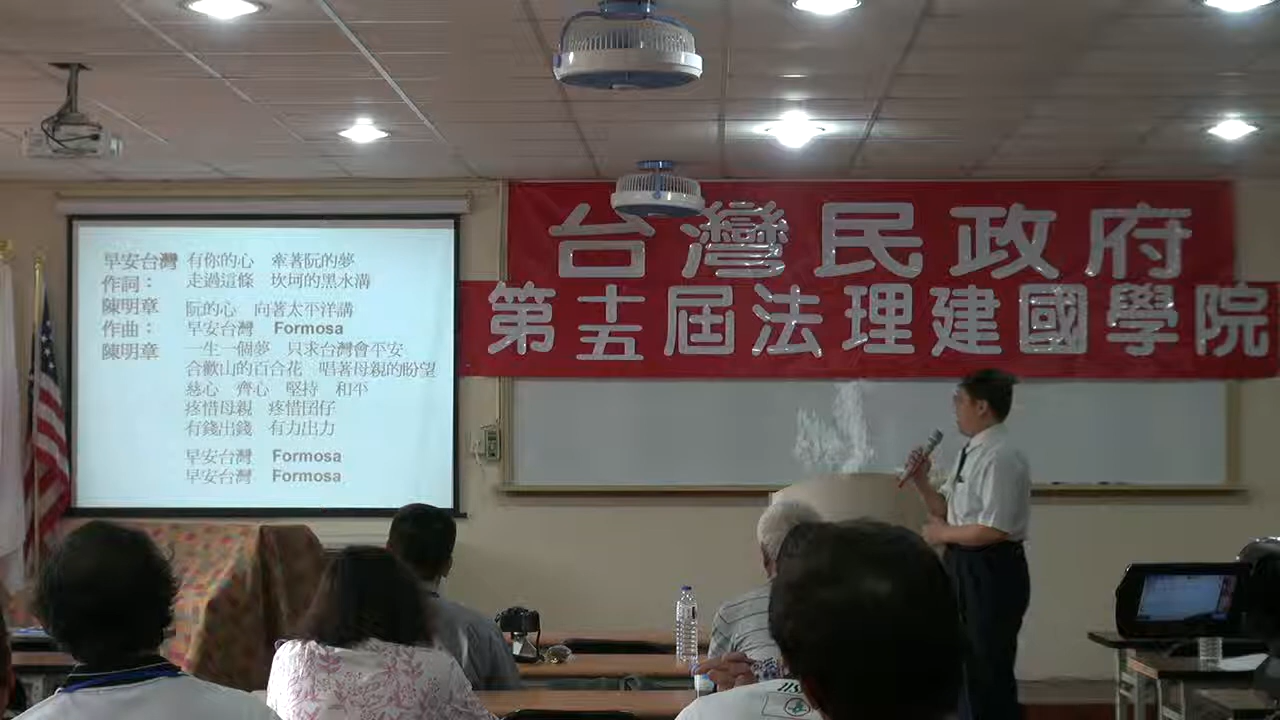 早安台灣 有你的心 牽著阮的夢
作詞： 走過這條 坎坷的黑水溝
陳明章 阮的心 向著太平洋講
作曲： 早安台灣 Formosa
陳明章 一生一個夢 只求台灣會平安
合歡山的百合花 唱著母親的盼望
慈心 齊心 堅持 和平
疼惜母親 疼惜囝仔
有錢出錢 有力出力
早安台灣 Formosa
早安台灣 Formosa
台灣民政府
第十五屆法理建國學院